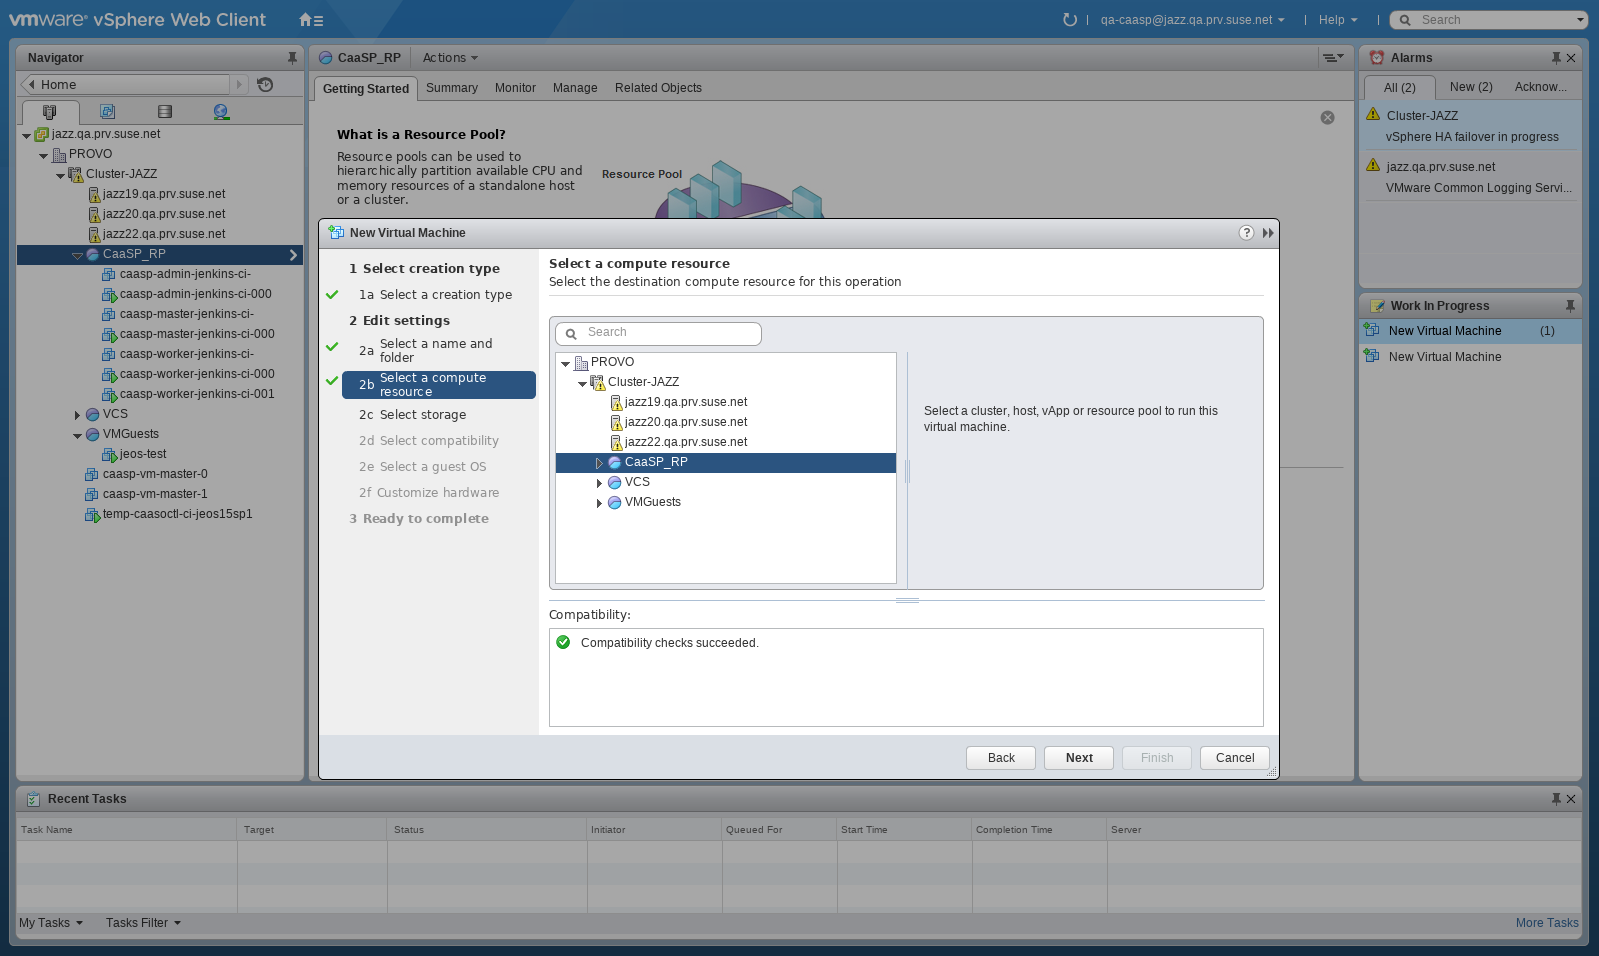 vmware® vSphere Web Client
qa-caasp@jazz.qa.prv.suse.net
Help
Search
Navigator
Home
jazz.qa.prv.suse.net
PROVO
Cluster-JAZZ
jazz19.qa.prv.suse.net
jazz20.qa.prv.suse.net
jazz22.qa.prv.suse.net
CaaSP_RP
caasp-admin-jenkins-ci-
caasp-admin-jenkins-ci-000
caasp-master-jenkins-ci-
caasp-master-jenkins-ci-000
caasp-worker-jenkins-ci-
caasp-worker-jenkins-ci-000
caasp-worker-jenkins-ci-001
VCS
VMGuests
jeos-test
caasp-vm-master-0
caasp-vm-master-1
temp-caasoctl-ci-jeos15sp1
CaaSP_RP
Actions
Getting Started
Summary
Monitor
Manage
Related Objects
What is a Resource Pool?
Resource pools can be used to
hierarchically partition available CPU and
memory resources of a standalone host
or a cluster.
Resource Pool
New Virtual Machine
1 Select creation type
1a Select a creation type
2 Edit settings
2a Select a name and
folder
2b Select a compute
resource
2c Select storage
2d Select compatibility
2e Select a guest OS
2f Customize hardware
3 Ready to complete
Select a compute resource
Select the destination compute resource for this operation
Search
PROVO
Cluster-JAZZ
jazz19.qa.prv.suse.net
jazz20.qa.prv.suse.net
jazz22.qa.prv.suse.net
CaaSP_RP
VCS
VMGuests
Select a cluster, host, vApp or resource pool to run this
virtual machine.
Compatibility:
Compatibility checks succeeded.
Back
Next
Finish
Cancel
Alarms
All (2)
New (2)
Acknow...
Cluster-JAZZ
vSphere HA failover in progress
jazz.qa.prv.suse.net
VMware Common Logging Servi...
Work In Progress
New Virtual Machine (1)
New Virtual Machine
Recent Tasks
Task Name
Target
Status
Initiator
Queued For
Start Time
Completion Time
Server
My Tasks
Tasks Filter
More Tasks